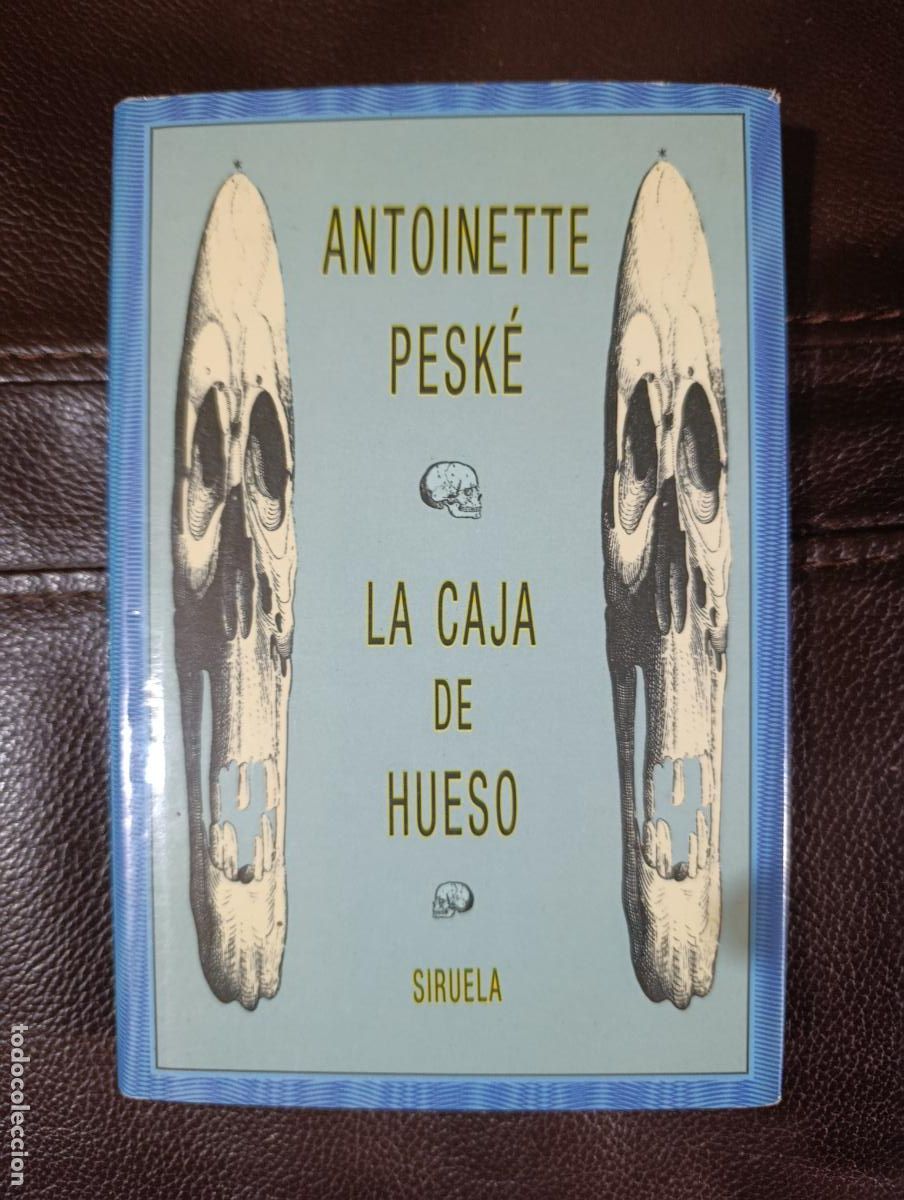 ANTOINETTE
PESKÉ
LA CAJA
DE
HUESO
SIRUELA
todocoleccion